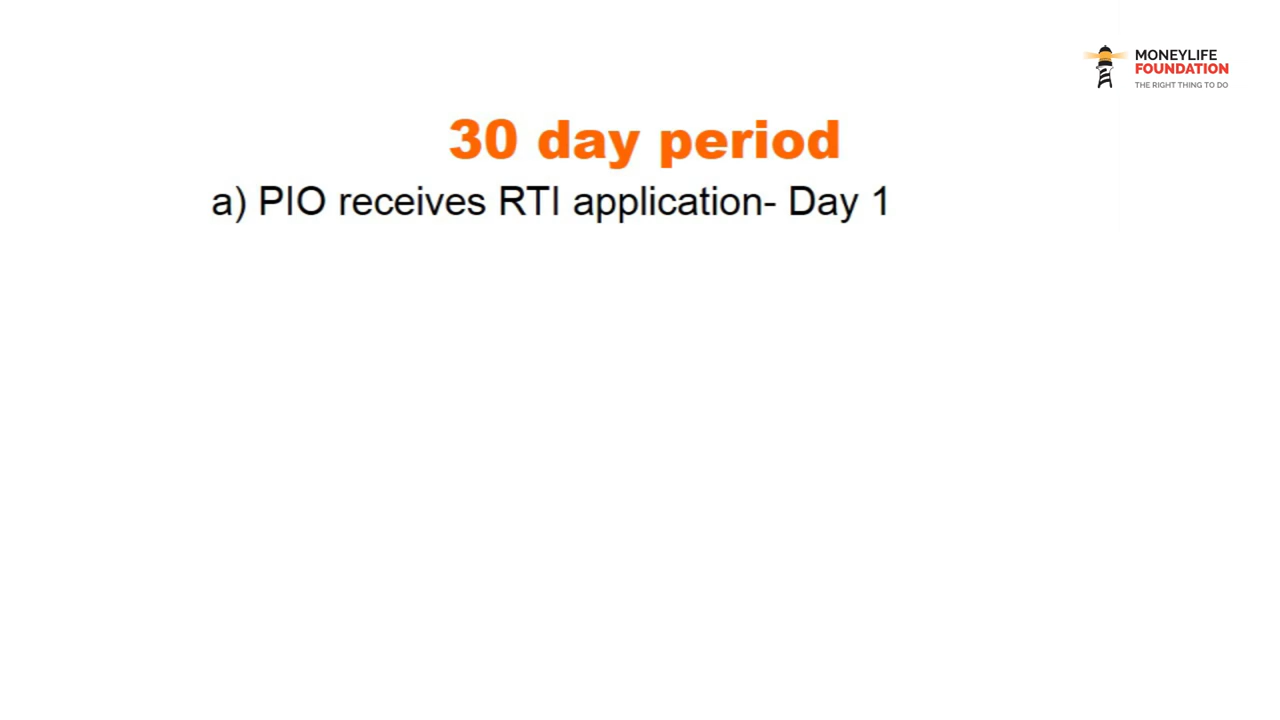 MONEYLIFE
FOUNDATION
THE RIGHT THING TO DO
30 day period
a) PIO receives RTI application- Day 1